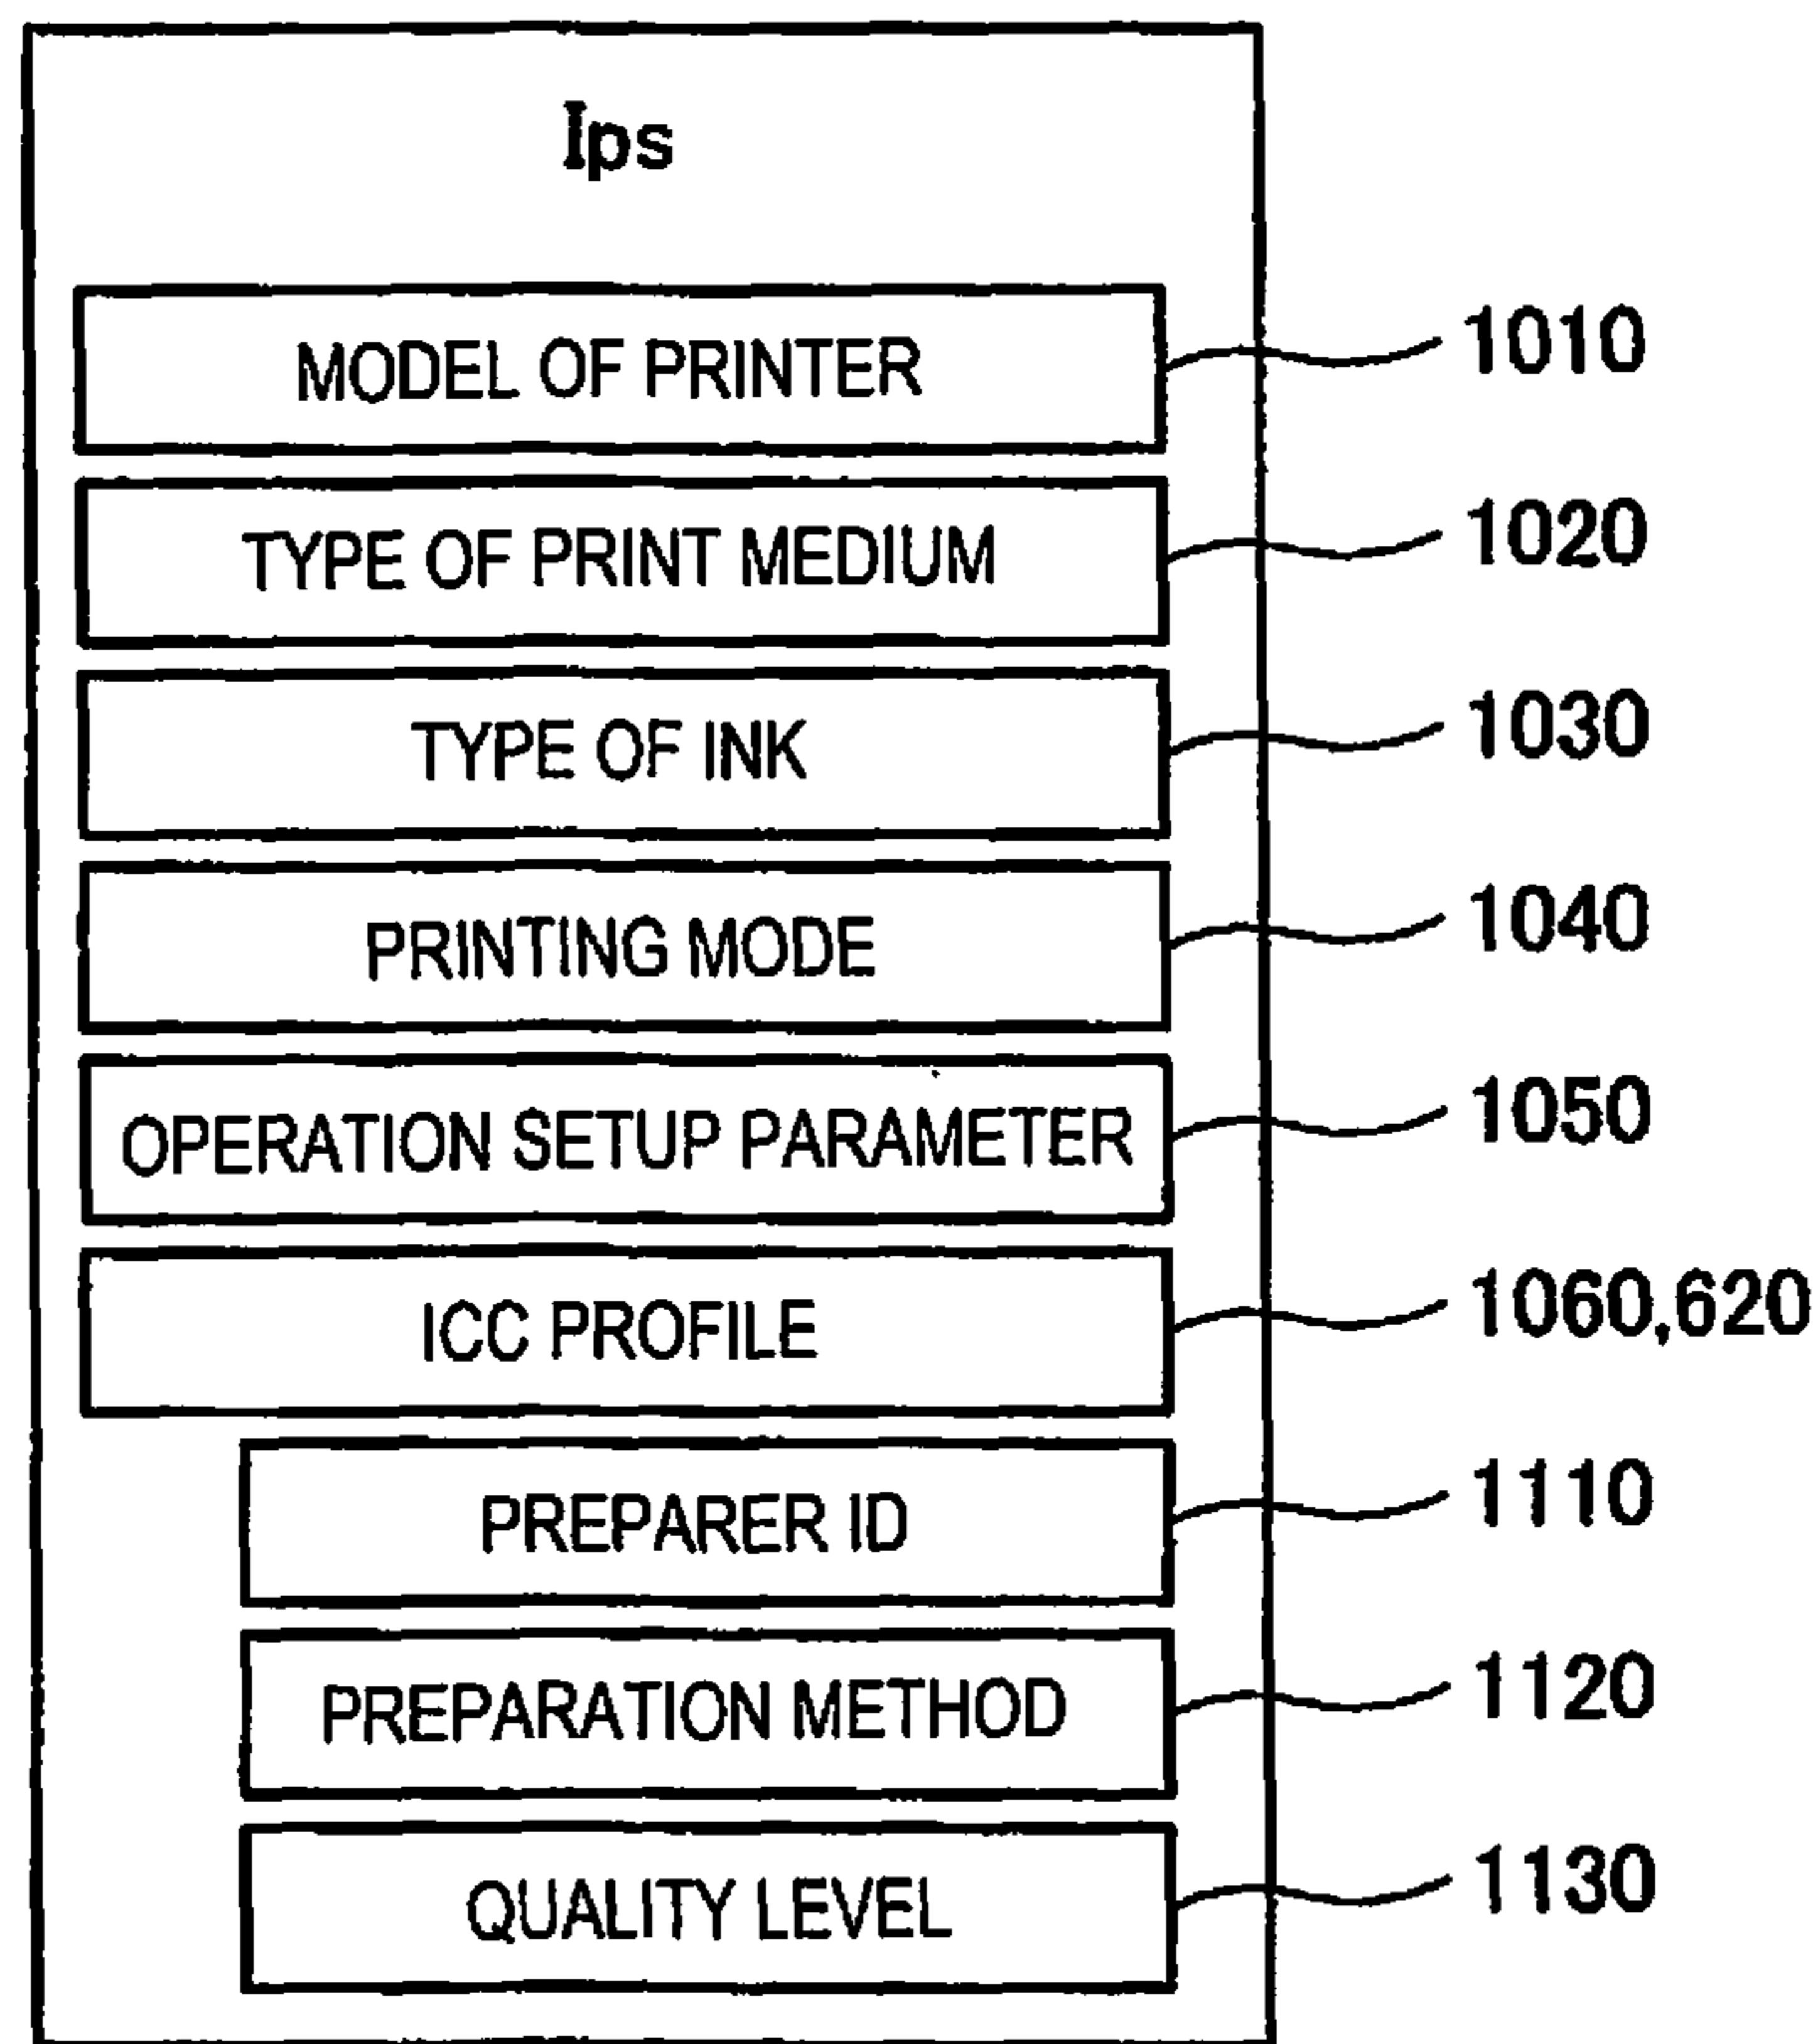 Ips
MODEL OF PRINTER 1010
TYPE OF PRINT MEDIUM 1020
TYPE OF INK 1030
PRINTING MODE 1040
OPERATION SETUP PARAMETER 1050
ICC PROFILE 1060,620
PREPARER ID 1110
PREPARATION METHOD 1120
QUALITY LEVEL 1130